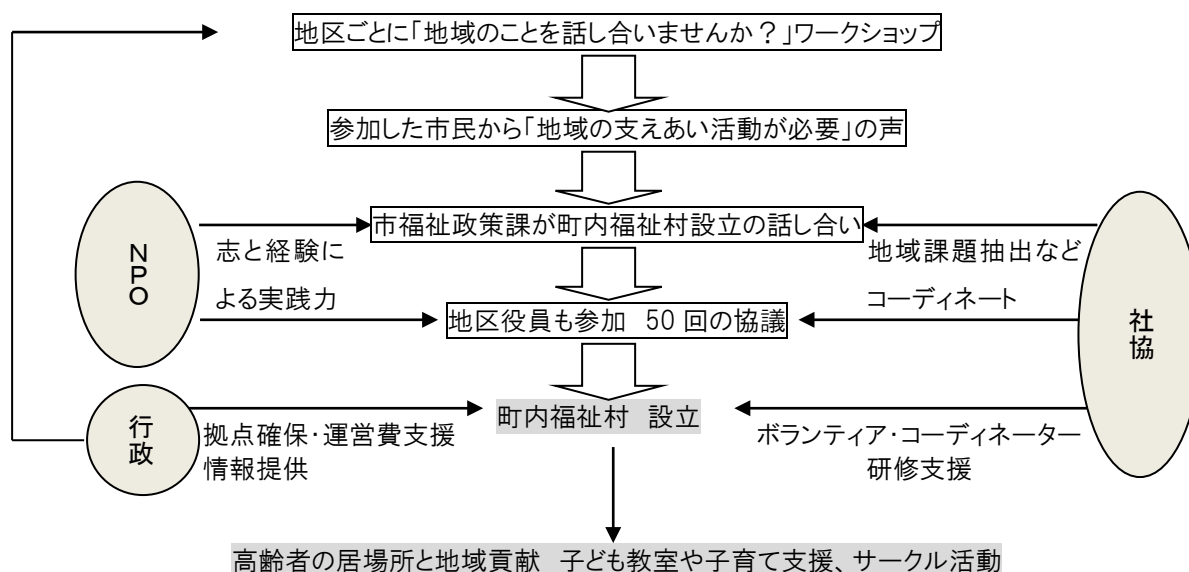 地区ごとに「地域のことを話し合いませんか？」ワークショップ
参加した市民から「地域の支えあい活動が必要」の声
市福祉政策課が町内福祉村設立の話し合い
NPO
志と経験に
よる実践力
地域課題抽出など
コーディネート
地区役員も参加 50回の協議
社協
町内福祉村 設立
行政
拠点確保・運営費支援
情報提供
ボランティア・コーディネーター
研修支援
高齢者の居場所と地域貢献 子ども教室や子育て支援、サークル活動